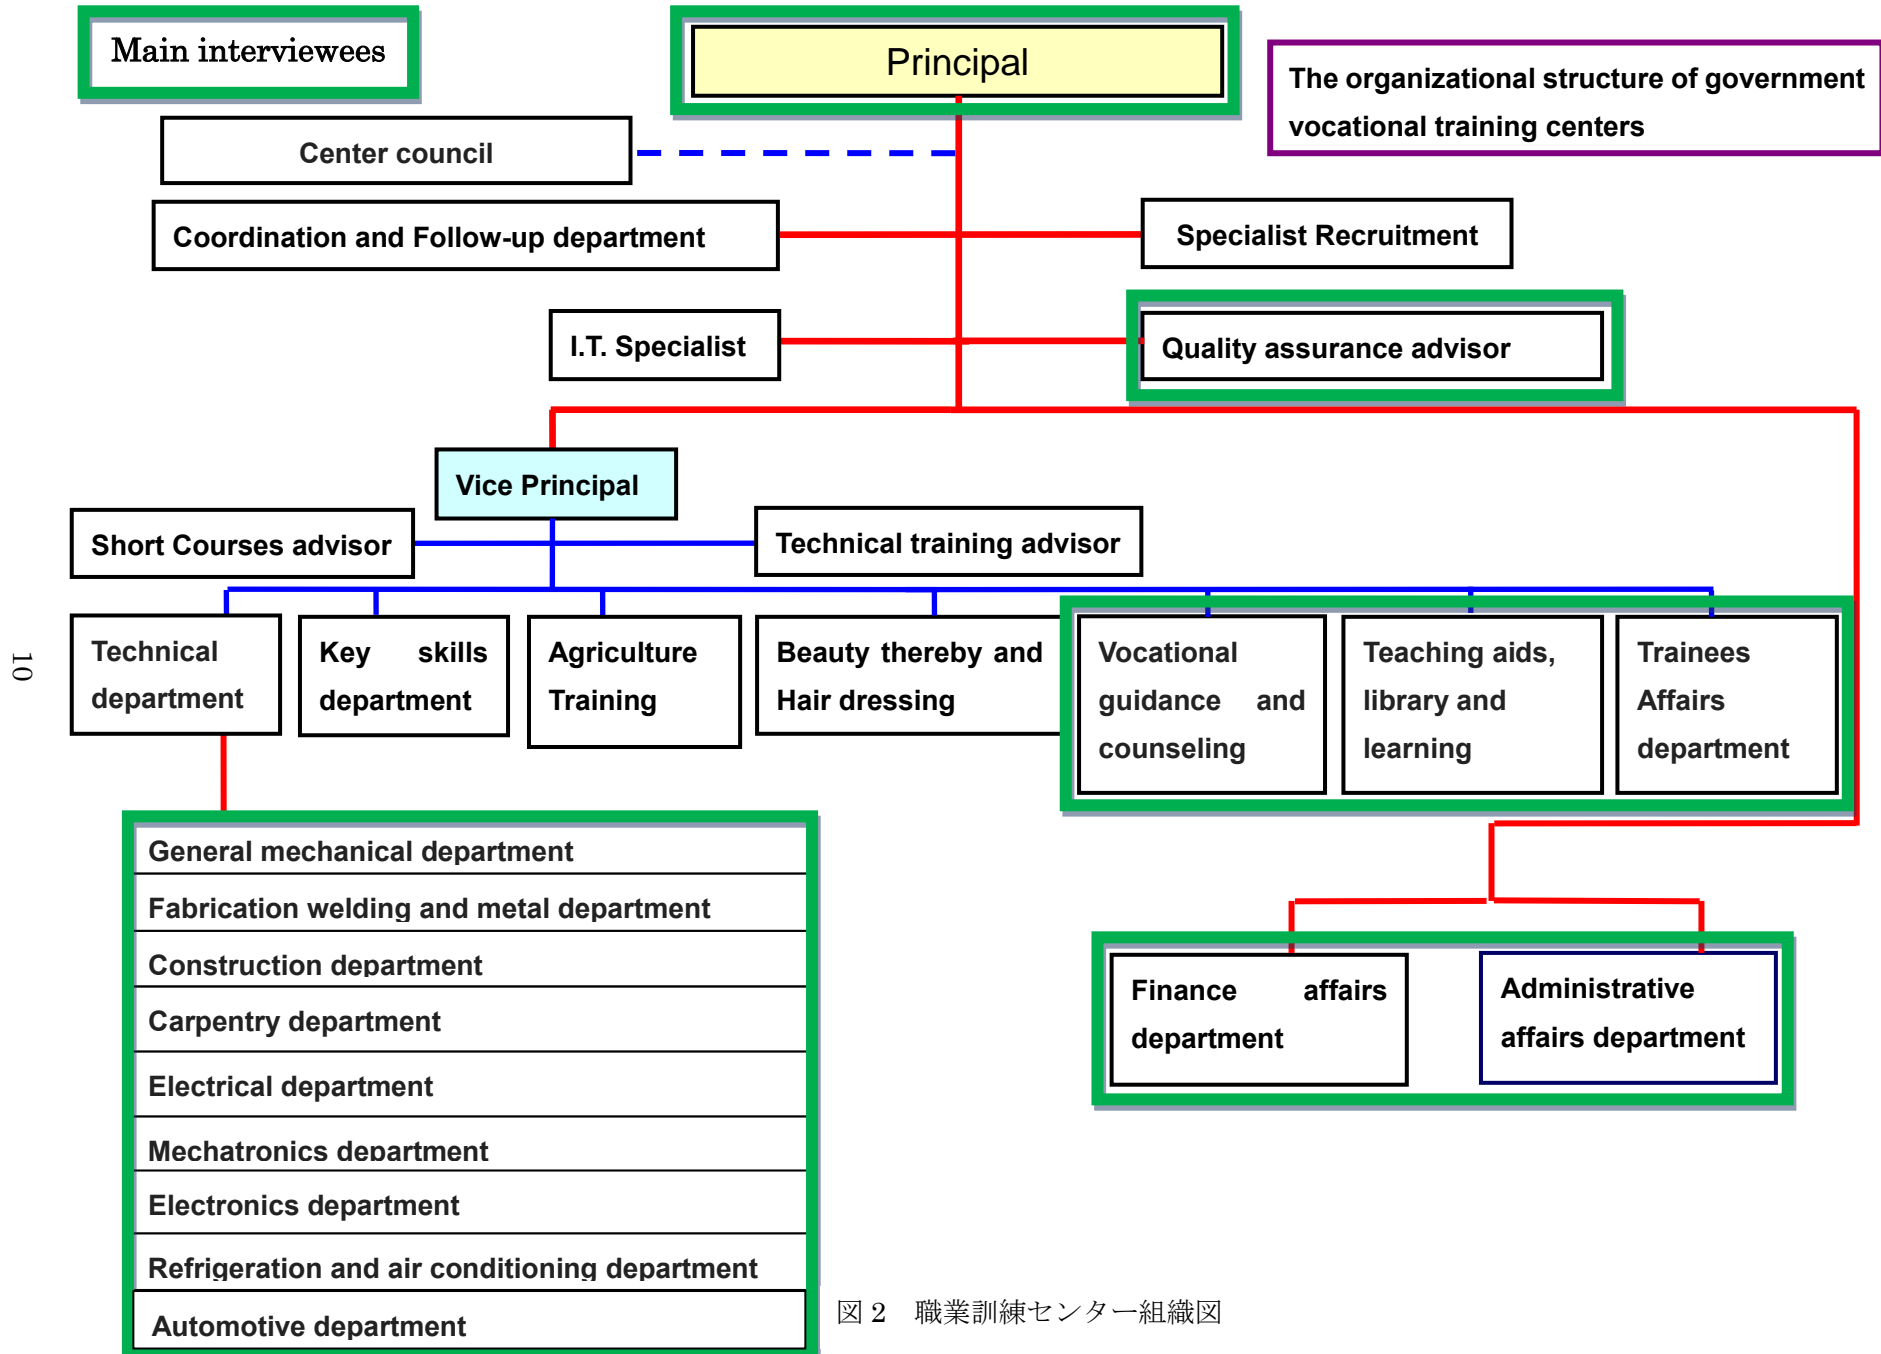 Main interviewees
Principal
The organizational structure of government
vocational training centers
Center council
Coordination and Follow-up department
Specialist Recruitment
I.T. Specialist
Quality assurance advisor
Vice Principal
Short Courses advisor
Technical training advisor
Technical
department
Key skills
department
Agriculture
Training
Beauty thereby and
Hair dressing
Vocational
guidance and
counseling
Teaching aids,
library and
learning
Trainees
Affairs
department
10
General mechanical department
Fabrication welding and metal department
Construction department
Carpentry department
Electrical department
Mechatronics department
Electronics department
Refrigeration and air conditioning department
Automotive department
Finance affairs
department
Administrative
affairs department
図 2 職業訓練センター組織図